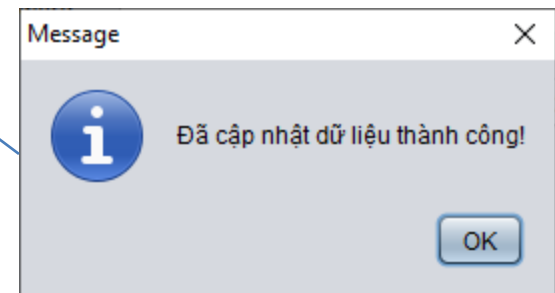 Message
Đã cập nhật dữ liệu thành công!
OK